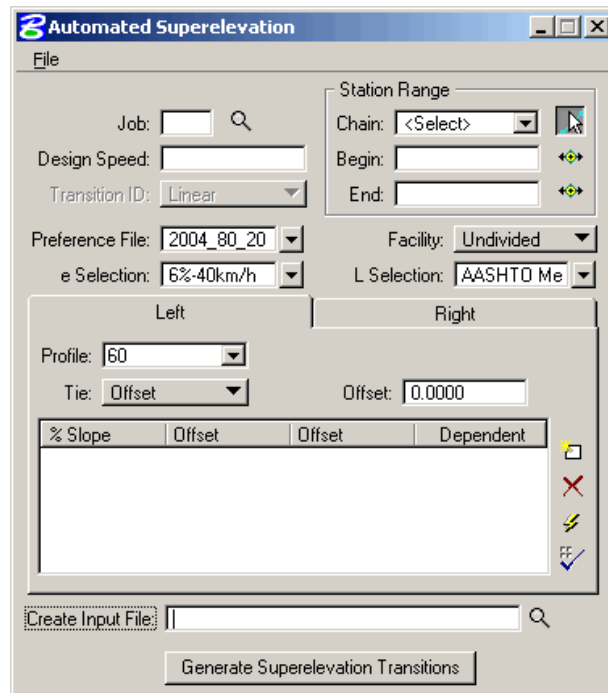 Automated Superelevation
File
Station Range
Job:
Chain: <Select>
Design Speed:
Begin:
Transition ID: Linear
End:
Preference File: 2004_80_20
Facility: Undivided
e Selection: 6%-40km/h
L Selection: AASHTO Me
Left
Right
Profile: 60
Tie: Offset
Offset: 0.0000
% Slope Offset Offset Dependent
Create Input File:
Generate Superelevation Transitions